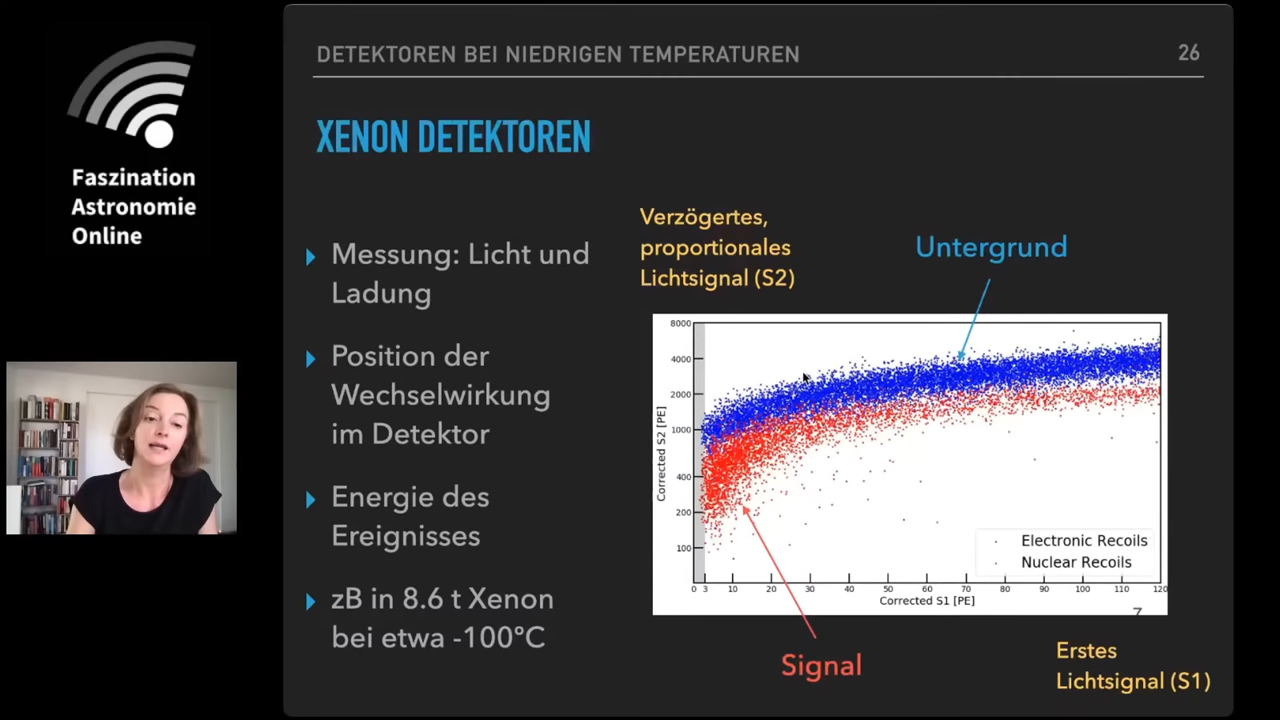 Faszination
Astronomie
Online
DETEKTOREN BEI NIEDRIGEN TEMPERATUREN
26
XENON DETEKTOREN
Messung: Licht und
Ladung
Position der
Wechselwirkung
im Detektor
Energie des
Ereignisses
zB in 8.6 t Xenon
bei etwa -100°C
Verzögertes,
proportionales
Lichtsignal (S2)
Untergrund
8000
4000
2000
1000
400
200
100
Corrected S2 [PE]
Electronic Recoils
Nuclear Recoils
0 3 10 20 30 40 50 60 70 80 90 100 110 120
Corrected S1 [PE]
7
Signal
Erstes
Lichtsignal (S1)